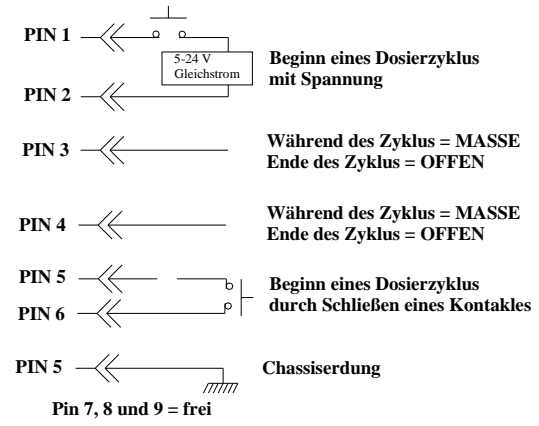 PIN 1
5-24 V
Gleichstrom
Beginn eines Dosierzyklus
mit Spannung
PIN 2
PIN 3
Während des Zyklus = MASSE
Ende des Zyklus = OFFEN
PIN 4
Während des Zyklus = MASSE
Ende des Zyklus = OFFEN
PIN 5
PIN 6
Beginn eines Dosierzyklus
durch Schließen eines Kontakles
PIN 5
Chassiserdung
Pin 7, 8 und 9 = frei